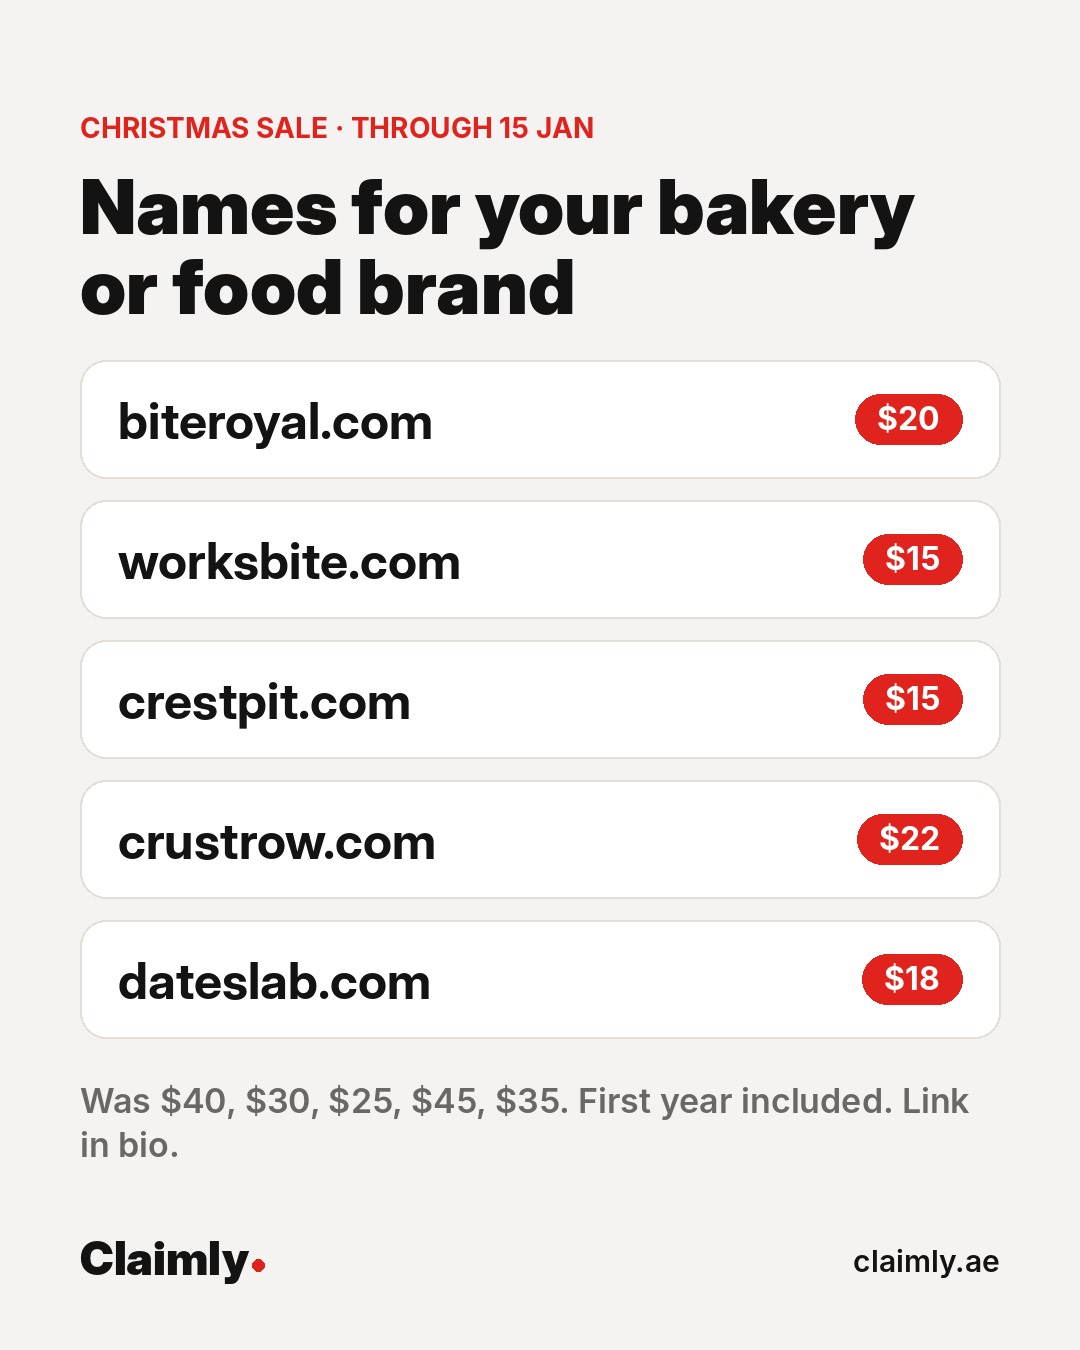 CHRISTMAS SALE · THROUGH 15 JAN
Names for your bakery
or food brand
biteroyal.com $20
worksbite.com $15
crestpit.com $15
crustrow.com $22
dateslab.com $18
Was $40, $30, $25, $45, $35. First year included. Link
in bio.
Claimly. claimly.ae